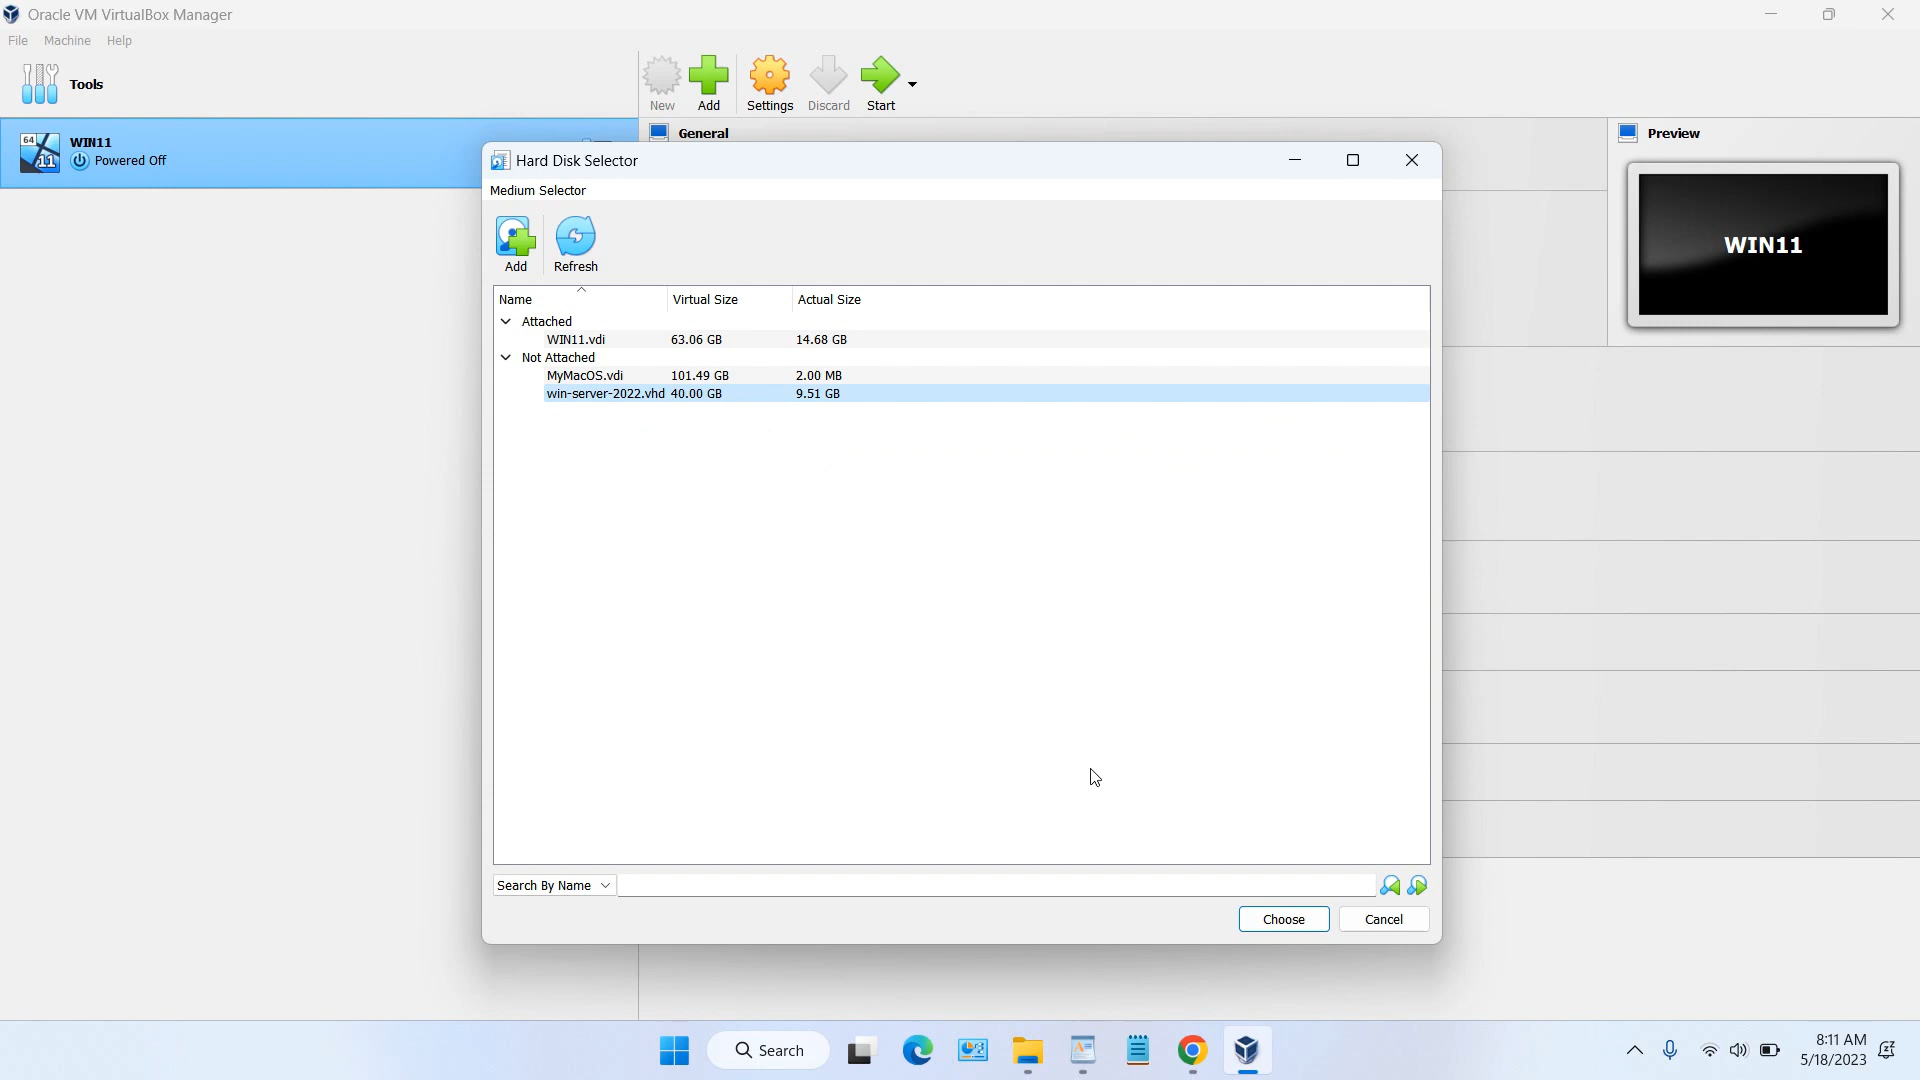 Oracle VM VirtualBox Manager
File Machine Help
Tools
New Add Settings Discard Start
64
11
WIN11
Powered Off
General
Preview
WIN11
Hard Disk Selector
Medium Selector
Add Refresh
Name Virtual Size Actual Size
Attached
WIN11.vdi 63.06 GB 14.68 GB
Not Attached
MyMacOS.vdi 101.49 GB 2.00 MB
win-server-2022.vhd 40.00 GB 9.51 GB
Search By Name
Choose Cancel
Search
8:11 AM
5/18/2023